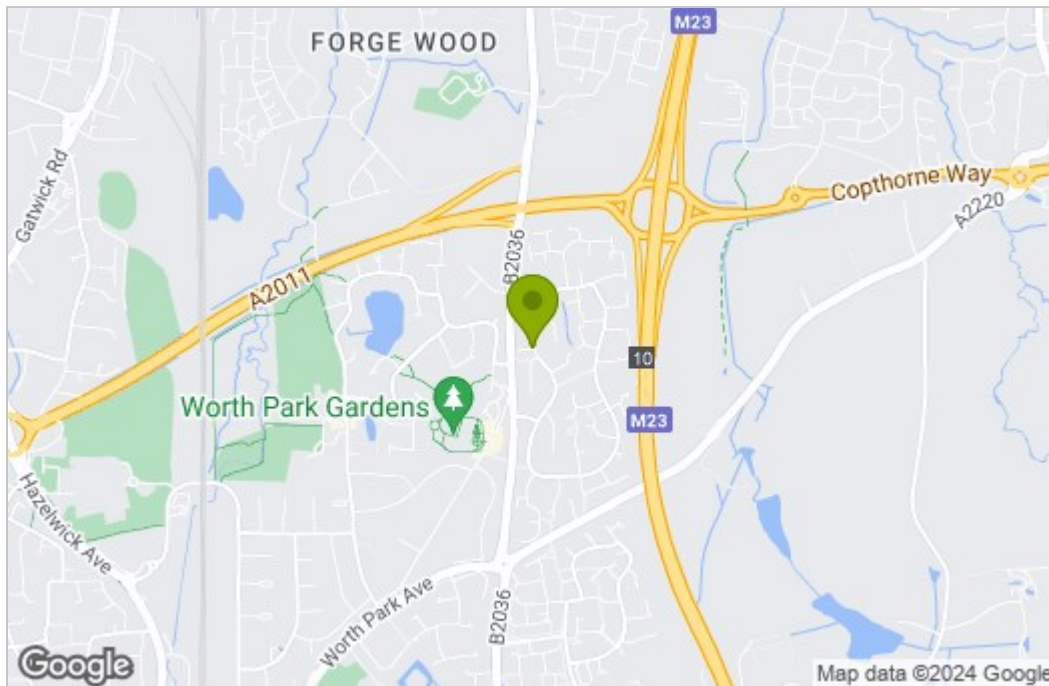 M23
FORGE WOOD
Gatwick Rd
Copthorne Way
A2220
B2036
A2011
10
Worth Park Gardens
M23
Hazelwick Ave
Worth Park Ave
B2036
Google
Map data ©2024 Google